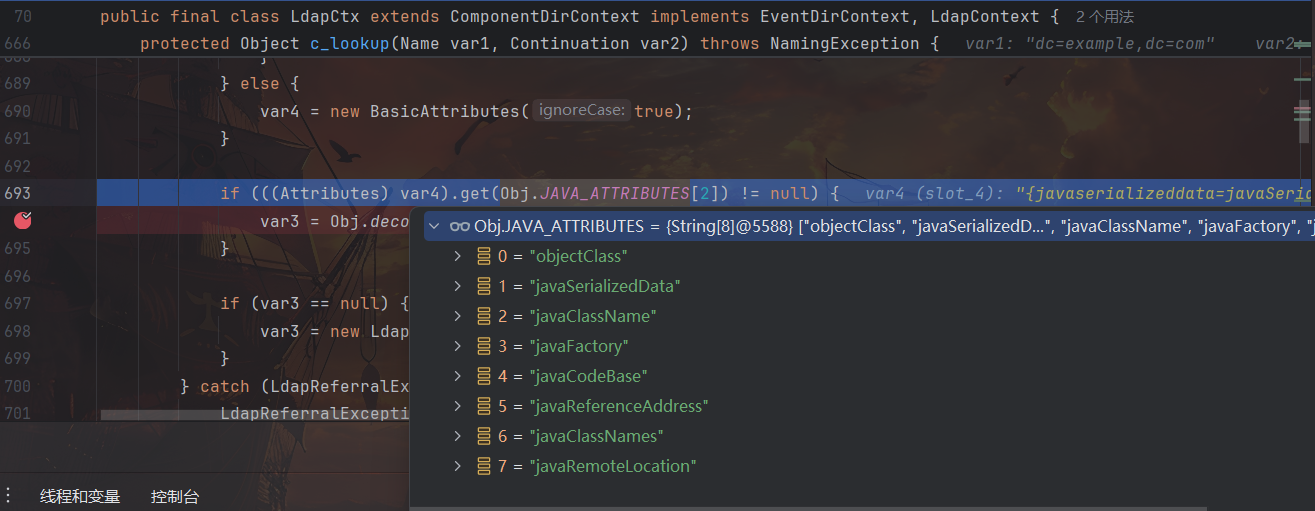 70 public final class LdapCtx extends ComponentDirContext implements EventDirContext, LdapContext { 2 个用法
666 protected Object c_lookup(Name var1, Continuation var2) throws NamingException { var1: "dc=example,dc=com" var2:
}
689 } else {
690 var4 = new BasicAttributes( ignoreCase: true);
691 }
692
693 if (((Attributes) var4).get(Obj.JAVA_ATTRIBUTES[2]) != null) { var4 (slot_4): "{javaserializeddata=javaSeria
var3 = Obj.deco
Obj.JAVA_ATTRIBUTES = {String[8]@5588} ["objectClass", "javaSerializedD...", "javaClassName", "javaFactory", "j
695 }
0 = "objectClass"
696
1 = "javaSerializedData"
697 if (var3 == null) {
2 = "javaClassName"
698 var3 = new Ldap
3 = "javaFactory"
699 }
4 = "javaCodeBase"
700 } catch (LdapReferralEx
5 = "javaReferenceAddress"
701 LdapReferralExcepti
6 = "javaClassNames"
7 = "javaRemoteLocation"
线程和变量 控制台